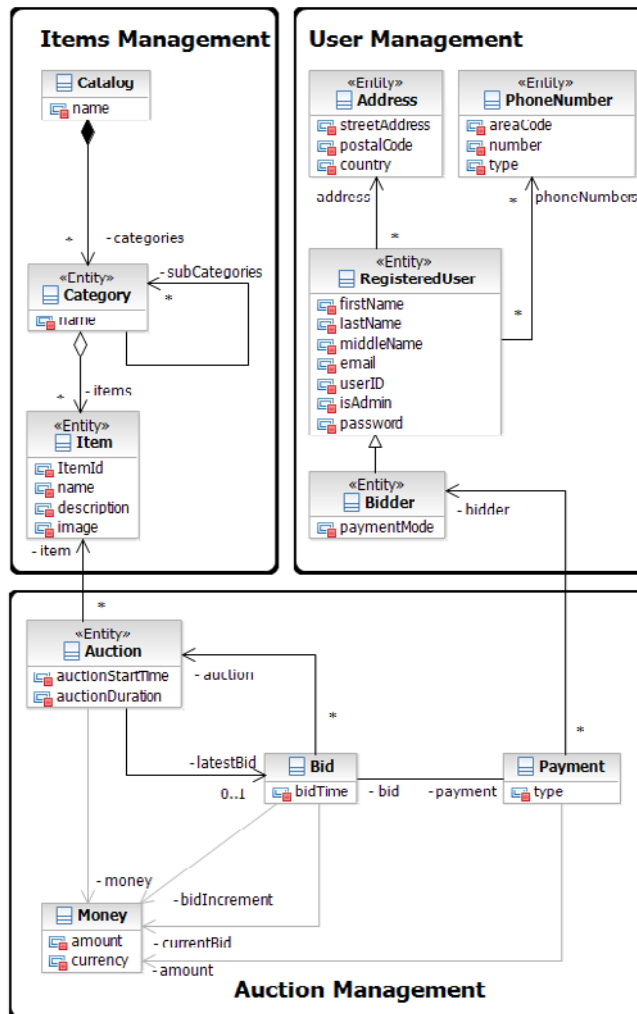 Items Management
Catalog
name
*
- categories
«Entity»
Category
name
-subCategories
*
*
- items
«Entity»
Item
ItemId
name
description
image
- item
User Management
«Entity»
Address
streetAddress
postalCode
country
«Entity»
PhoneNumber
areaCode
number
type
address
*
* phoneNumbers
«Entity»
RegisteredUser
firstName
lastName
middleName
email
userID
isAdmin
password
*
«Entity»
Bidder
paymentMode
- bidder
*
«Entity»
Auction
auctionStartTime
auctionDuration
- auction
*
*
-latestBid
0..1
Bid
bidTime
- bid
-payment
Payment
type
- money
- bidIncrement
Money
amount
currency
- currentBid
- amount
Auction Management